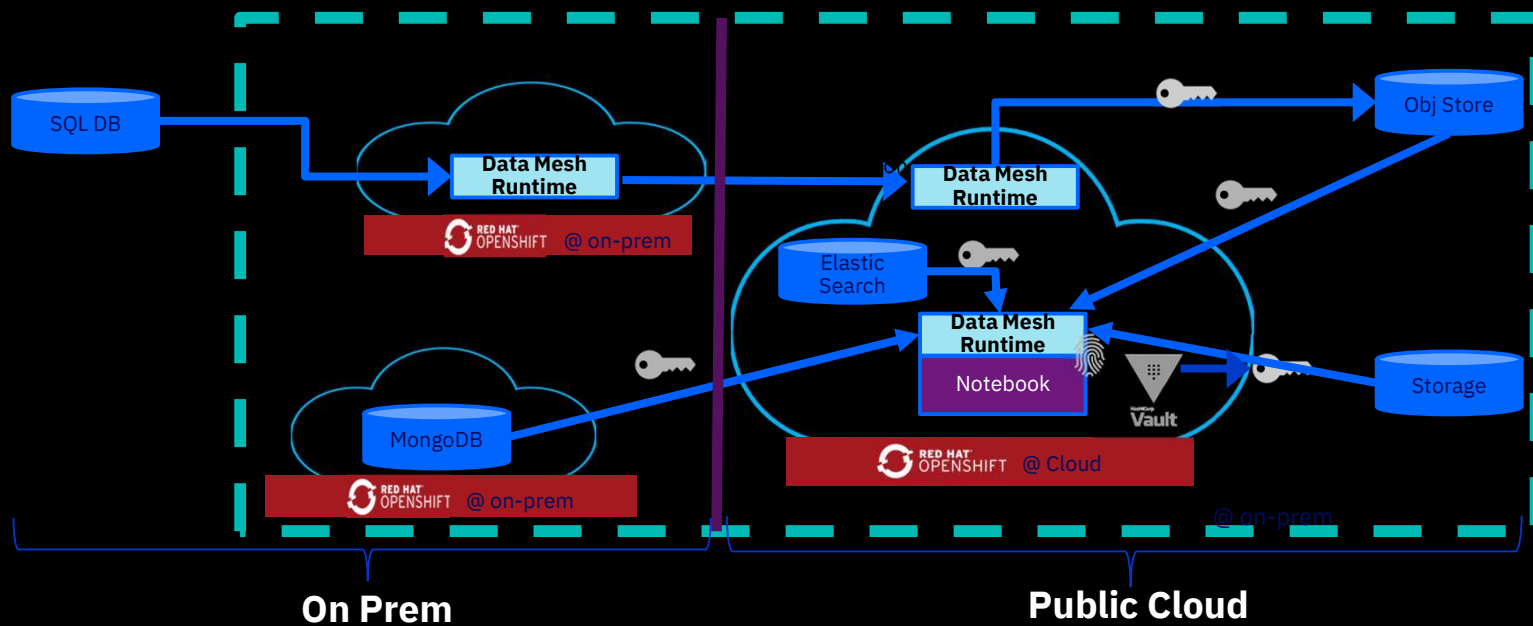 SQL DB
Data Mesh
Runtime
RED HAT
OPENSHIFT
@ on-prem
on
Data Mesh
Runtime
Obj Store
Elastic
Search
Data Mesh
Runtime
Notebook
HashiCorp
Vault
Storage
MongoDB
RED HAT
OPENSHIFT
@ on-prem
RED HAT
OPENSHIFT
@ Cloud
@ on-prem
On Prem
Public Cloud